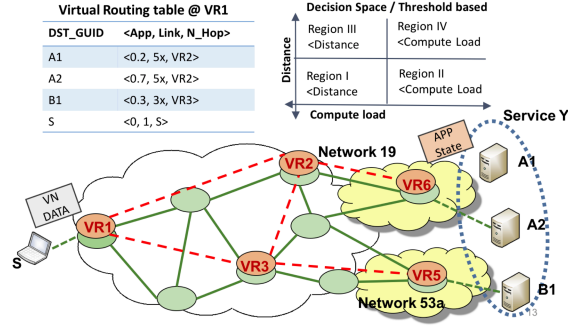 Virtual Routing table @ VR1
DST_GUID <App, Link, N_Hop>
A1 <0.2, 5x, VR2>
A2 <0.7, 5x, VR2>
B1 <0.3, 3x, VR3>
S <0, 1, S>
Decision Space / Threshold based
Distance
Region III
<Distance
Region IV
<Compute Load
Region I
<Distance
Region II
<Compute Load
Compute load
Service Y
APP
State
VN
DATA
Network 19
VR2
VR6
A1
A2
VR1
S
VR3
VR5
B1
Network 53a
13